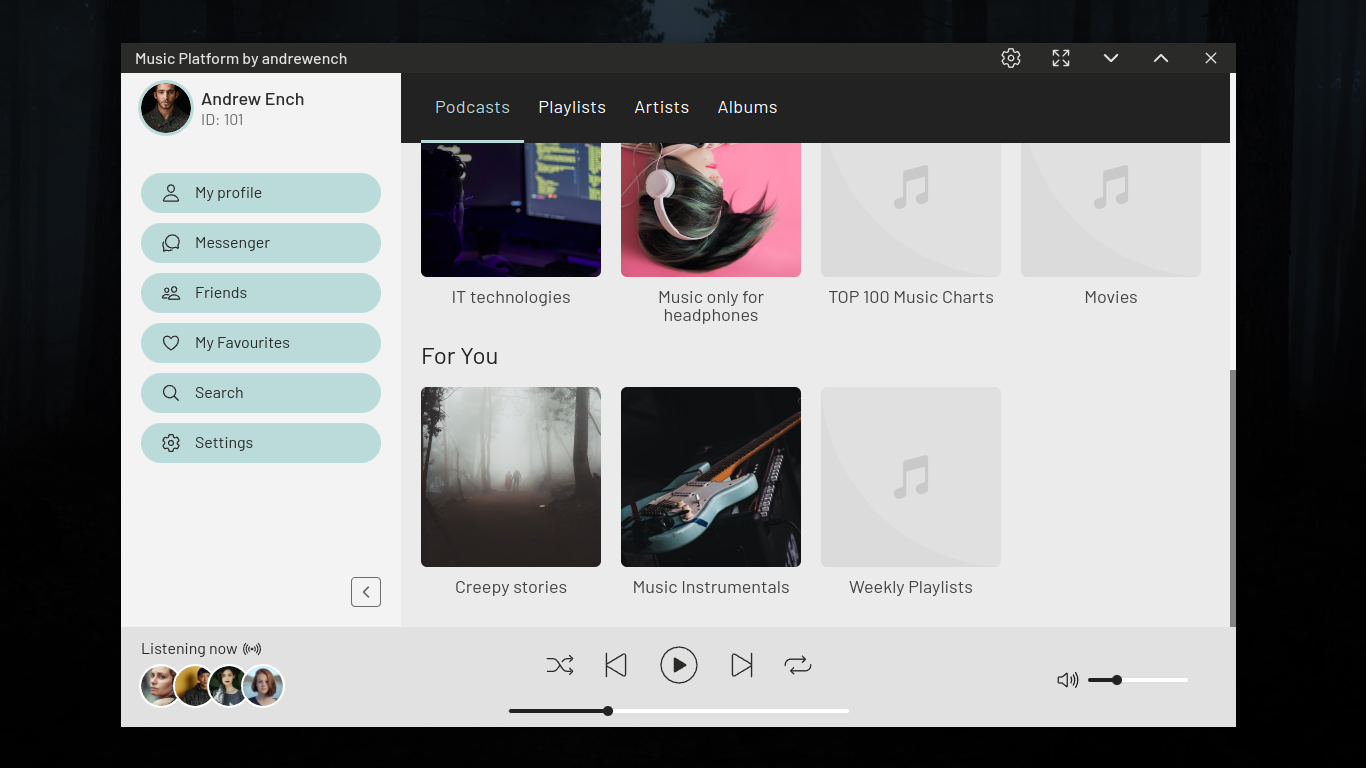 Music Platform by andrewench
Andrew Ench
ID: 101
My profile
Messenger
Friends
My Favourites
Search
Settings
Podcasts
Playlists
Artists
Albums
IT technologies
Music only for
headphones
TOP 100 Music Charts
Movies
For You
Creepy stories
Music Instrumentals
Weekly Playlists
Listening now